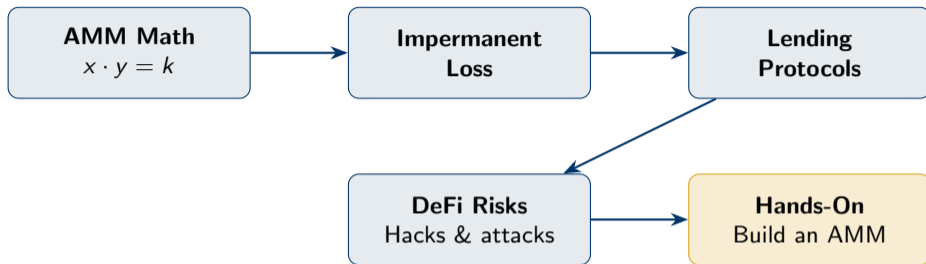 AMM Math
x · y = k
Impermanent
Loss
Lending
Protocols
DeFi Risks
Hacks & attacks
Hands-On
Build an AMM